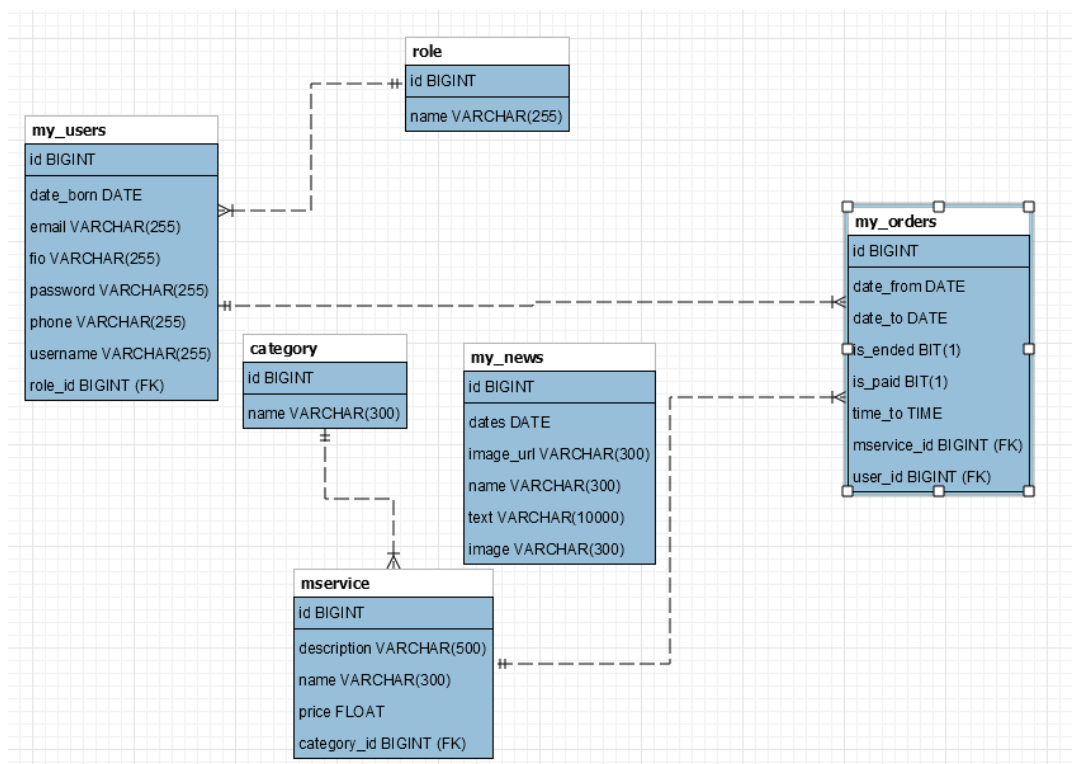 role
id BIGINT
name VARCHAR(255)
my_users
id BIGINT
date_born DATE
email VARCHAR(255)
fio VARCHAR(255)
password VARCHAR(255)
phone VARCHAR(255)
username VARCHAR(255)
role_id BIGINT (FK)
my_orders
id BIGINT
date_from DATE
date_to DATE
is_ended BIT(1)
is_paid BIT(1)
time_to TIME
mservice_id BIGINT (FK)
user_id BIGINT (FK)
category
id BIGINT
name VARCHAR(300)
my_news
id BIGINT
dates DATE
image_url VARCHAR(300)
name VARCHAR(300)
text VARCHAR(10000)
image VARCHAR(300)
mservice
id BIGINT
description VARCHAR(500)
name VARCHAR(300)
price FLOAT
category_id BIGINT (FK)